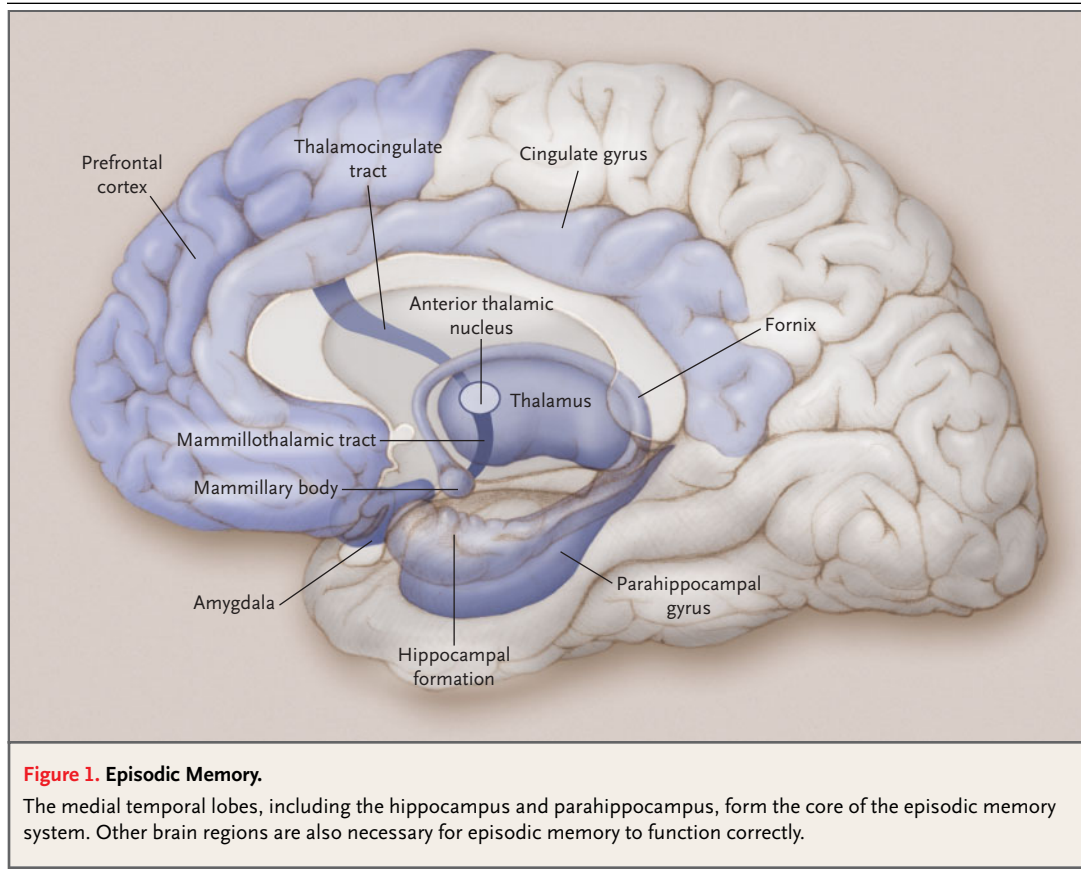 Prefrontal
cortex
Thalamocingulate
tract
Cingulate gyrus
Anterior thalamic
nucleus
Fornix
Thalamus
Mammillothalamic tract
Mammillary body
Amygdala
Parahippocampal
gyrus
Hippocampal
formation
Figure 1. Episodic Memory.
The medial temporal lobes, including the hippocampus and parahippocampus, form the core of the episodic memory
system. Other brain regions are also necessary for episodic memory to function correctly.